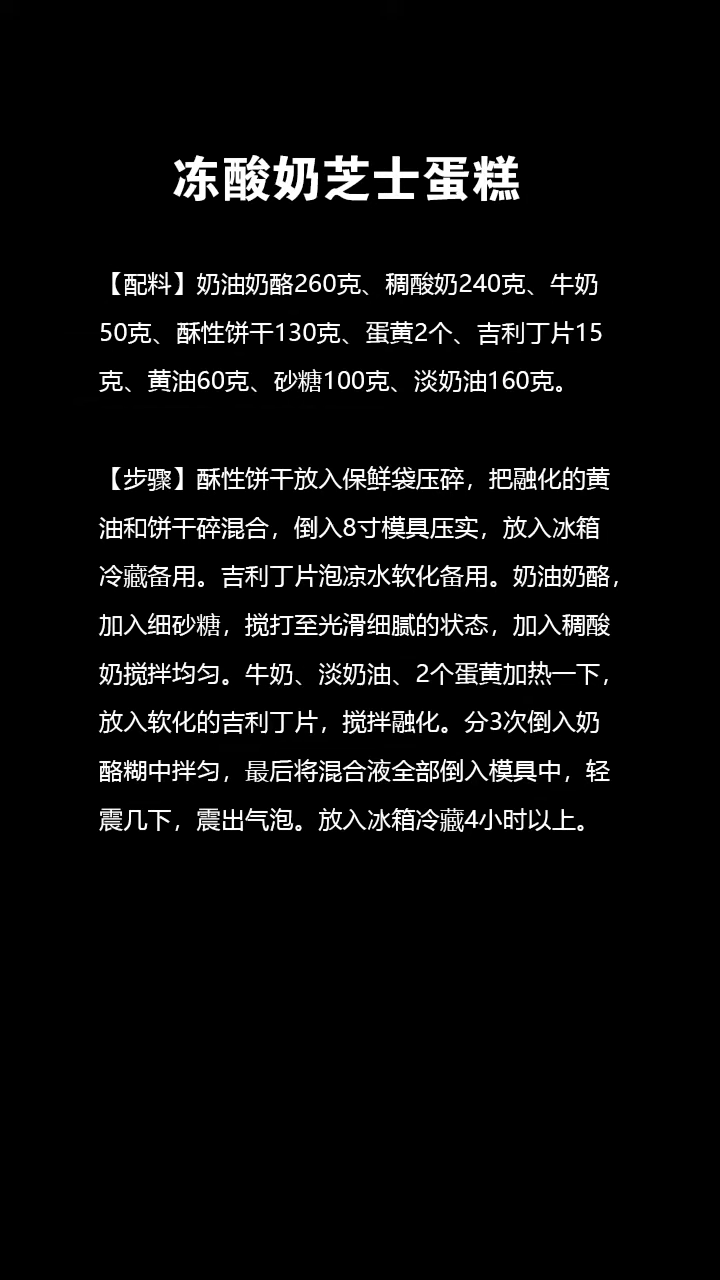 冻酸奶芝士蛋糕
【配料】奶油奶酪260克、稠酸奶240克、牛奶
50克、酥性饼干130克、蛋黄2个、吉利丁片15
克、黄油60克、砂糖100克、淡奶油160克。
【步骤】酥性饼干放入保鲜袋压碎，把融化的黄
油和饼干碎混合，倒入8寸模具压实，放入冰箱
冷藏备用。吉利丁片泡凉水软化备用。奶油奶酪，
加入细砂糖，搅打至光滑细腻的状态，加入稠酸
奶搅拌均匀。牛奶、淡奶油、2个蛋黄加热一下，
放入软化的吉利丁片，搅拌融化。分3次倒入奶
酪糊中拌匀，最后将混合液全部倒入模具中，轻
震几下，震出气泡。放入冰箱冷藏4小时以上。